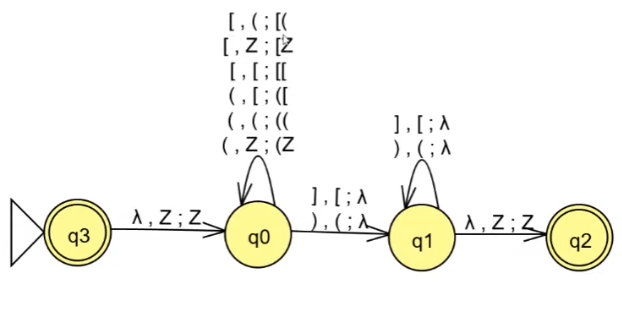 [ , ( ; [(
[ , Z ; [Z
[ , [ ; [[
( , [ ; ([
( , ( ; ((
( , Z ; (Z
] , [ ; λ
) , ( ; λ
] , [ ; λ
) , ( ; λ
λ , Z ; Z
λ , Z ; Z
q3
q0
q1
q2